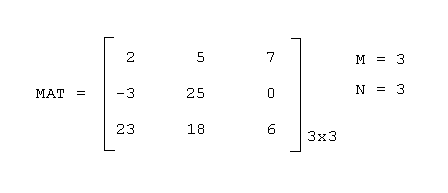 2 5 7
M = 3
MAT = -3 25 0
N = 3
23 18 6
3x3